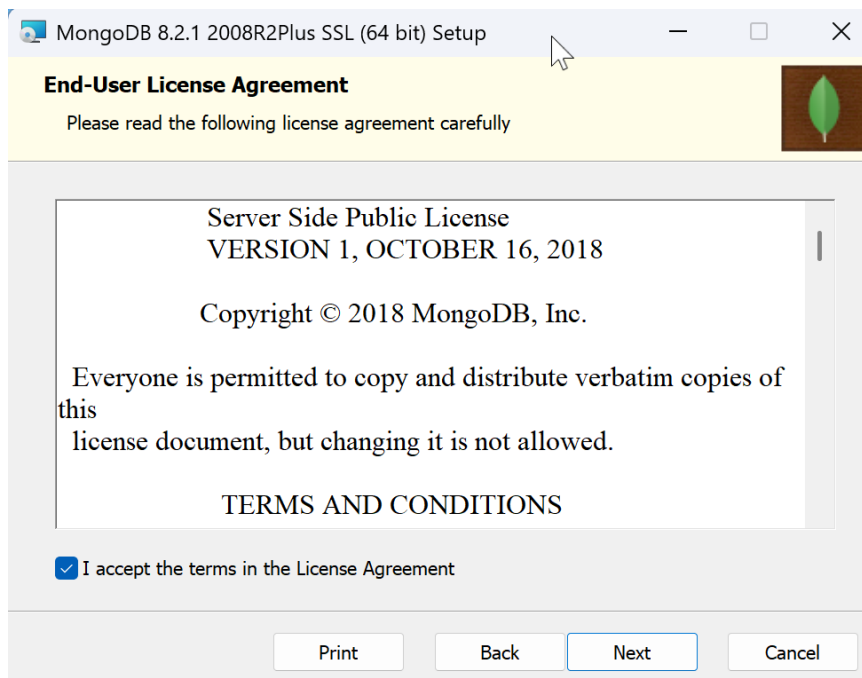 MongoDB 8.2.1 2008R2Plus SSL (64 bit) Setup
End-User License Agreement
Please read the following license agreement carefully
Server Side Public License
VERSION 1, OCTOBER 16, 2018
Copyright © 2018 MongoDB, Inc.
Everyone is permitted to copy and distribute verbatim copies of
this
license document, but changing it is not allowed.
TERMS AND CONDITIONS
I accept the terms in the License Agreement
Print Back Next Cancel